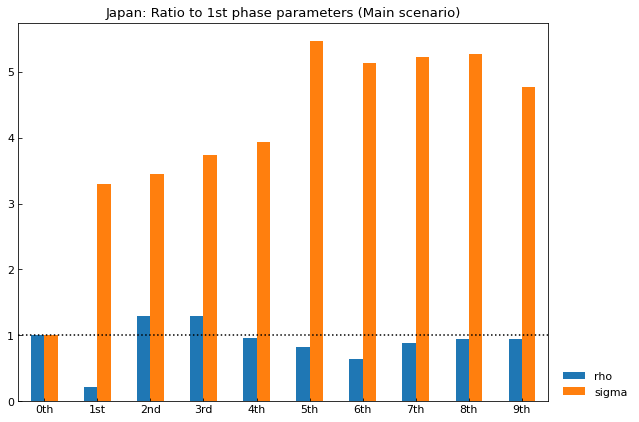 Japan: Ratio to 1st phase parameters (Main scenario)
5
4
3
2
1
0
0th 1st 2nd 3rd 4th 5th 6th 7th 8th 9th
rho
sigma